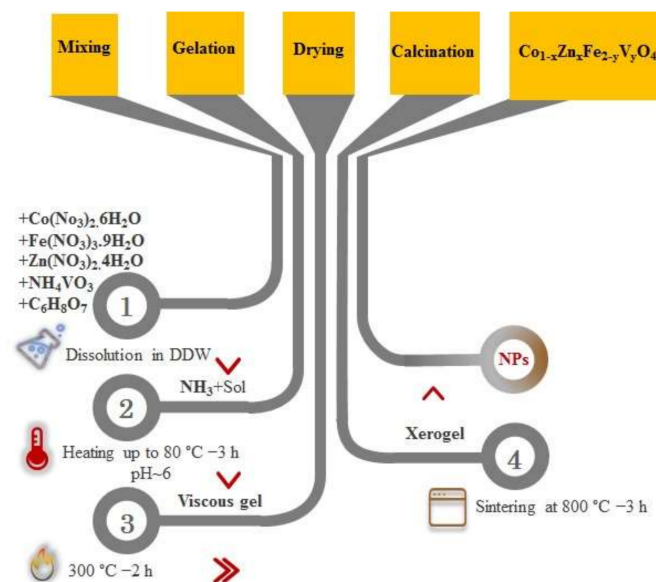 Mixing
Gelation
Drying
Calcination
Co₁₋ₓZnₓFe₂₋ᵧVᵧO₄
+Co(No₃)₂.6H₂O
+Fe(NO₃)₃.9H₂O
+Zn(NO₃)₂.4H₂O
+NH₄VO₃
+C₆H₈O₇
1
Dissolution in DDW
NH₃+Sol
2
Heating up to 80 °C −3 h
pH~6
Viscous gel
3
300 °C −2 h
NPs
Xerogel
4
Sintering at 800 °C −3 h